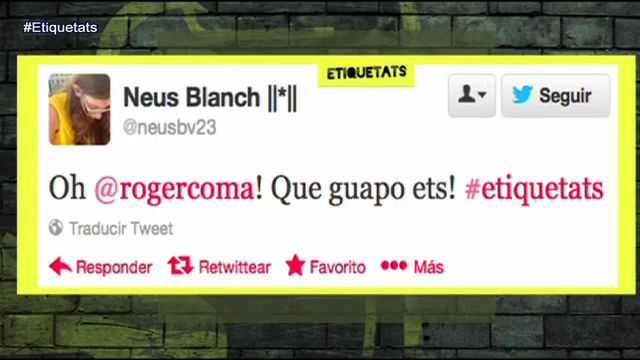 #Etiquetats
ETIQUETATS
Neus Blanch ||*||
@neusbv23
Seguir
Oh @rogercoma! Que guapo ets! #etiquetats
Traducir Tweet
Responder Retwittear Favorito Más